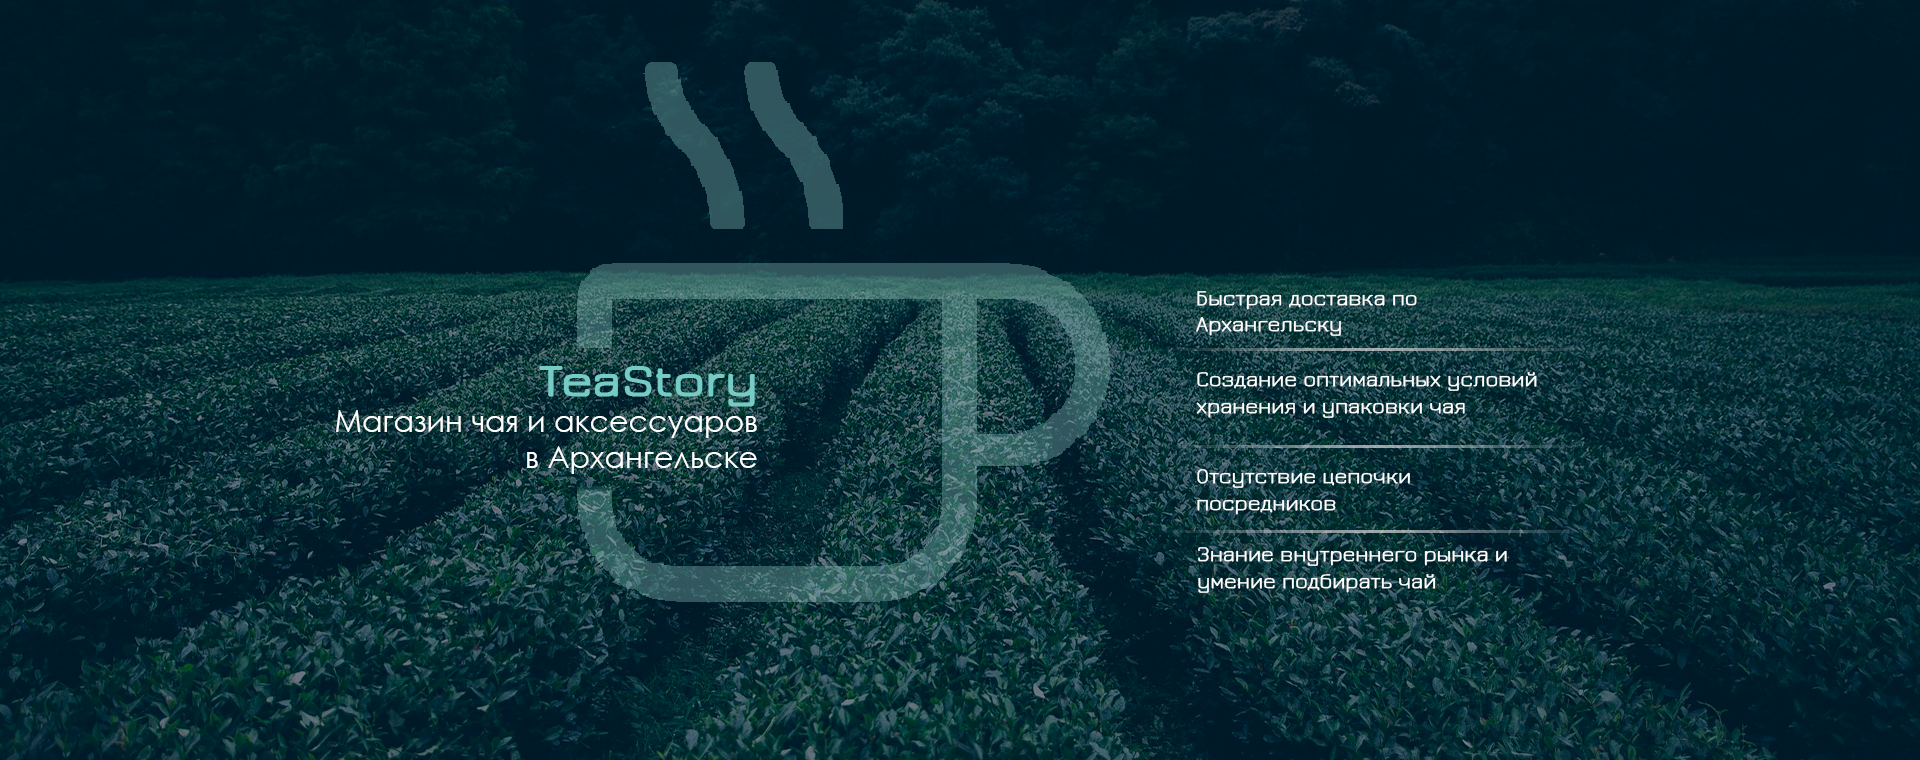 TeaStory
Магазин чая и аксессуаров
в Архангельске
Быстрая доставка по
Архангельску
Создание оптимальных условий
хранения и упаковки чая
Отсутствие цепочки
посредников
Знание внутреннего рынка и
умение подбирать чай